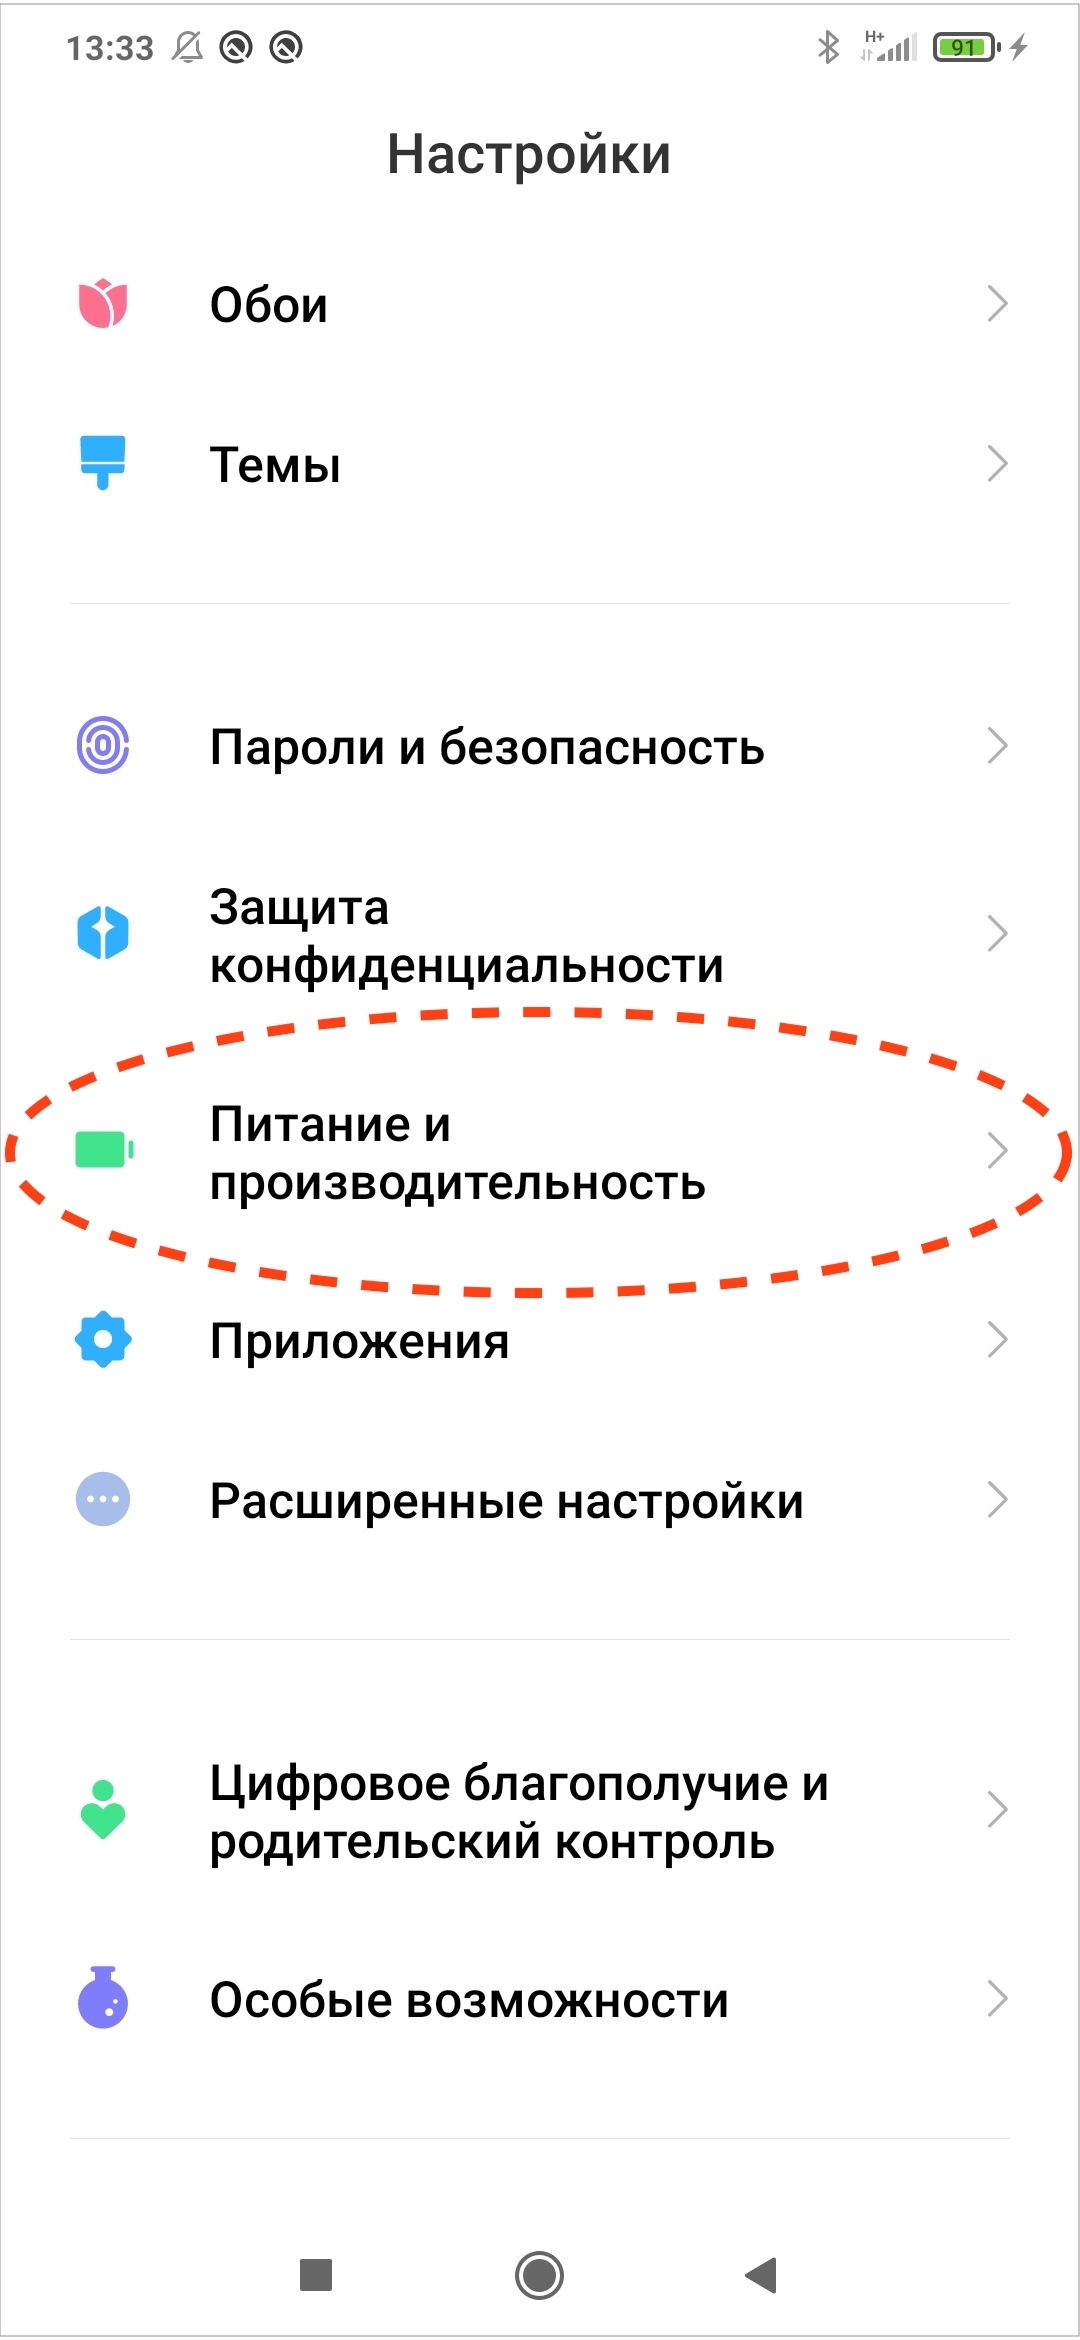 13:33
H+
91
Настройки
Обои
Темы
Пароли и безопасность
Защита
конфиденциальности
Питание и
производительность
Приложения
Расширенные настройки
Цифровое благополучие и
родительский контроль
Особые возможности